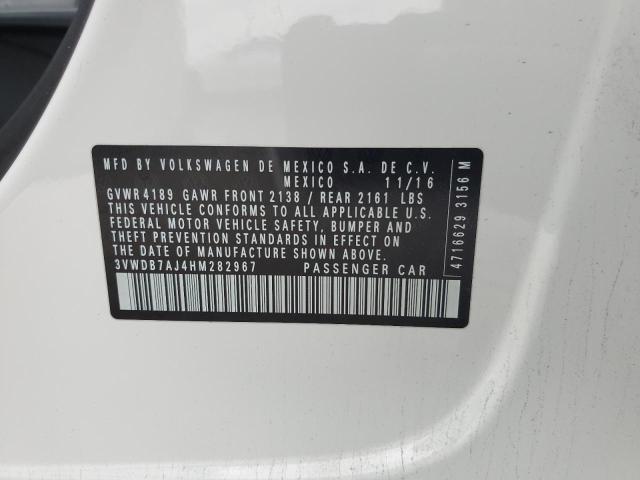 MFD BY VOLKSWAGEN DE MEXICO S.A. DE C.V.
MEXICO 11/16
GVWR 4189 GAWR FRONT 2138 / REAR 2161 LBS
THIS VEHICLE CONFORMS TO ALL APPLICABLE U.S.
FEDERAL MOTOR VEHICLE SAFETY, BUMPER AND
THEFT PREVENTION STANDARDS IN EFFECT ON
THE DATE OF MANUFACTURE SHOWN ABOVE.
3VWDB7AJ4HM282967 PASSENGER CAR
4716629 3156 M